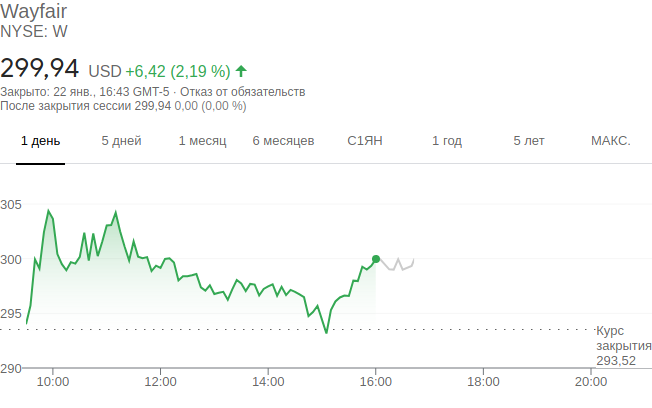 Wayfair
NYSE: W
299,94 USD +6,42 (2,19 %)
Закрыто: 22 янв., 16:43 GMT-5 · Отказ от обязательств
После закрытия сессии 299,94 0,00 (0,00 %)
1 день 5 дней 1 месяц 6 месяцев С1ЯН 1 год 5 лет МАКС.
305
300
295
Курс
закрытия
293,52
290
10:00 12:00 14:00 16:00 18:00 20:00